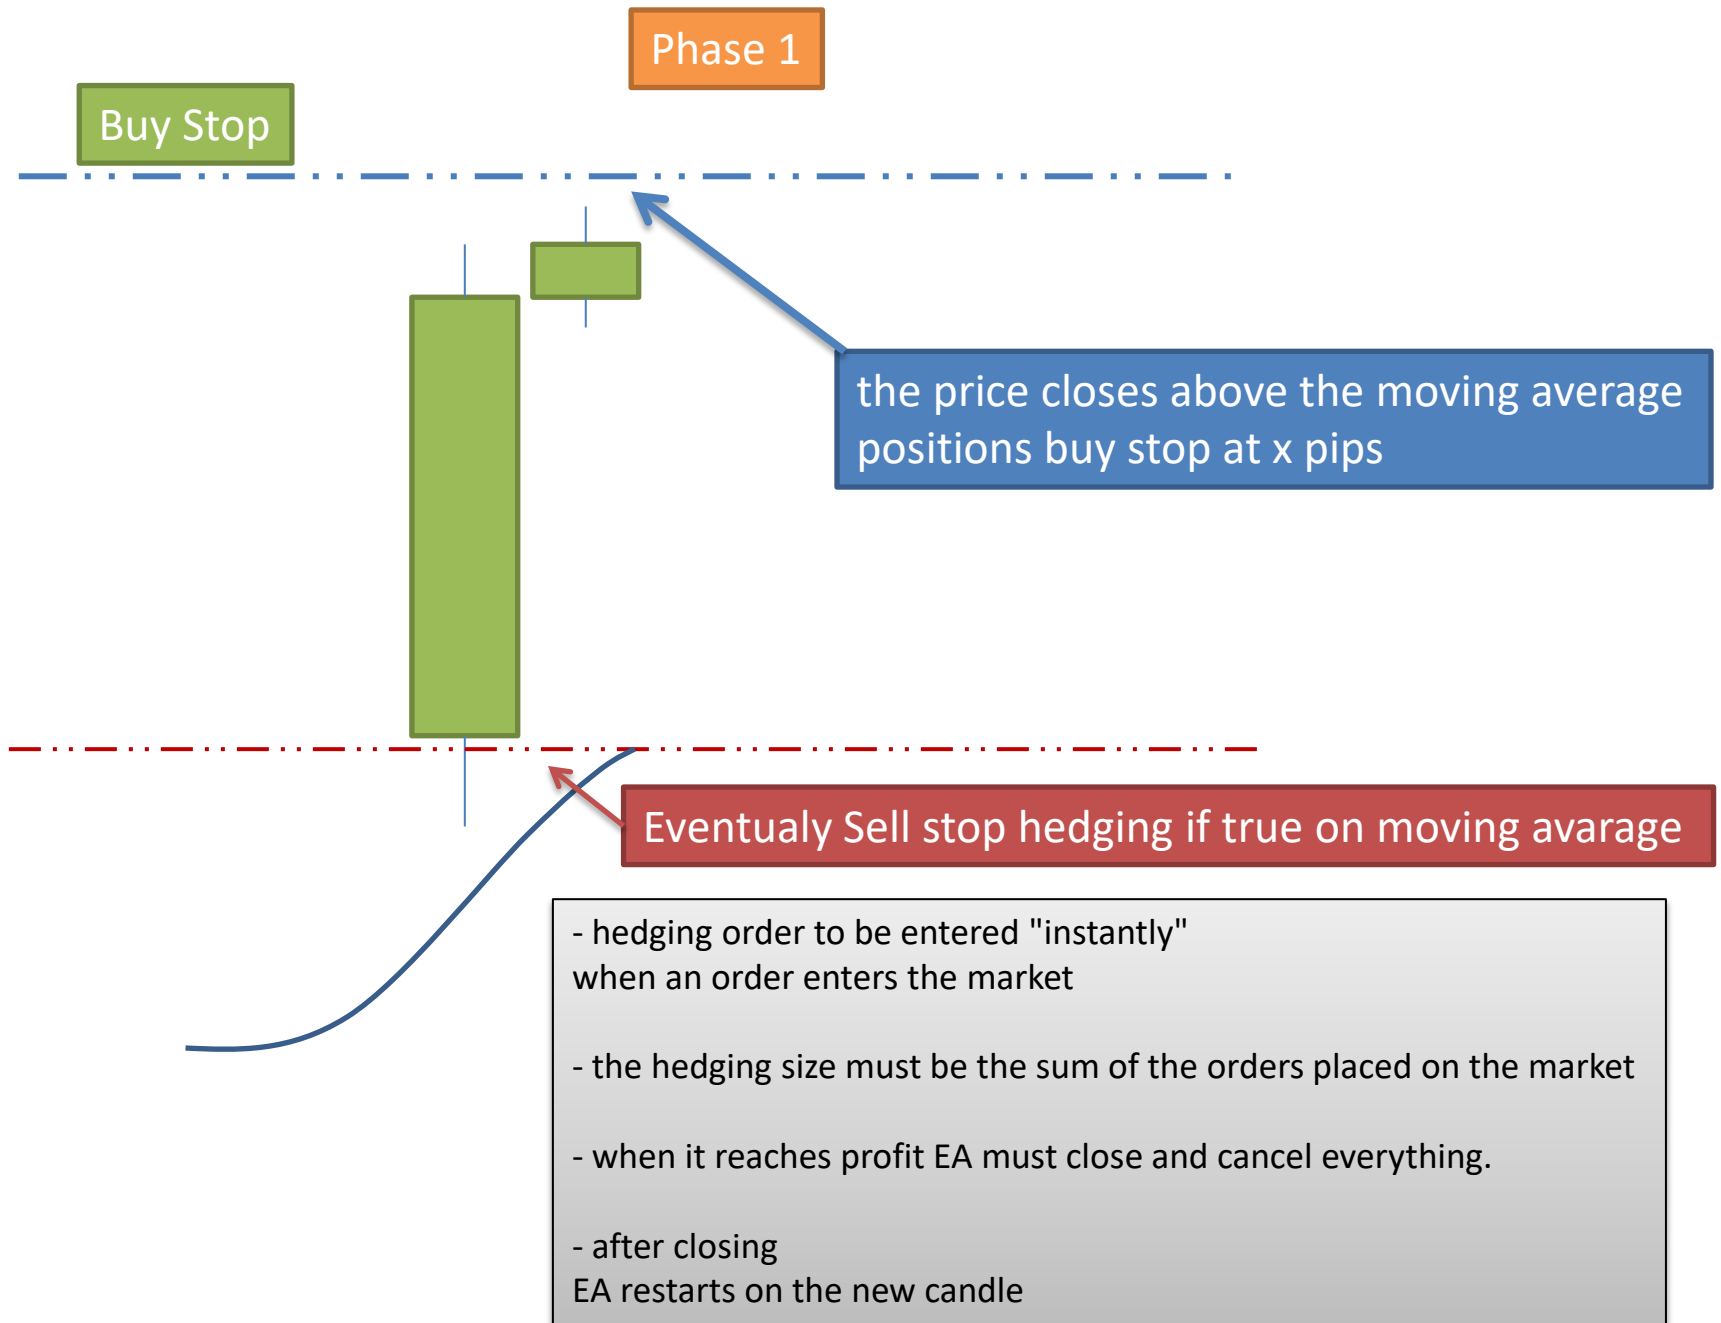 Phase 1
Buy Stop
the price closes above the moving average
positions buy stop at x pips
Eventualy Sell stop hedging if true on moving avarage
- hedging order to be entered "instantly"
when an order enters the market
- the hedging size must be the sum of the orders placed on the market
- when it reaches profit EA must close and cancel everything.
- after closing
EA restarts on the new candle